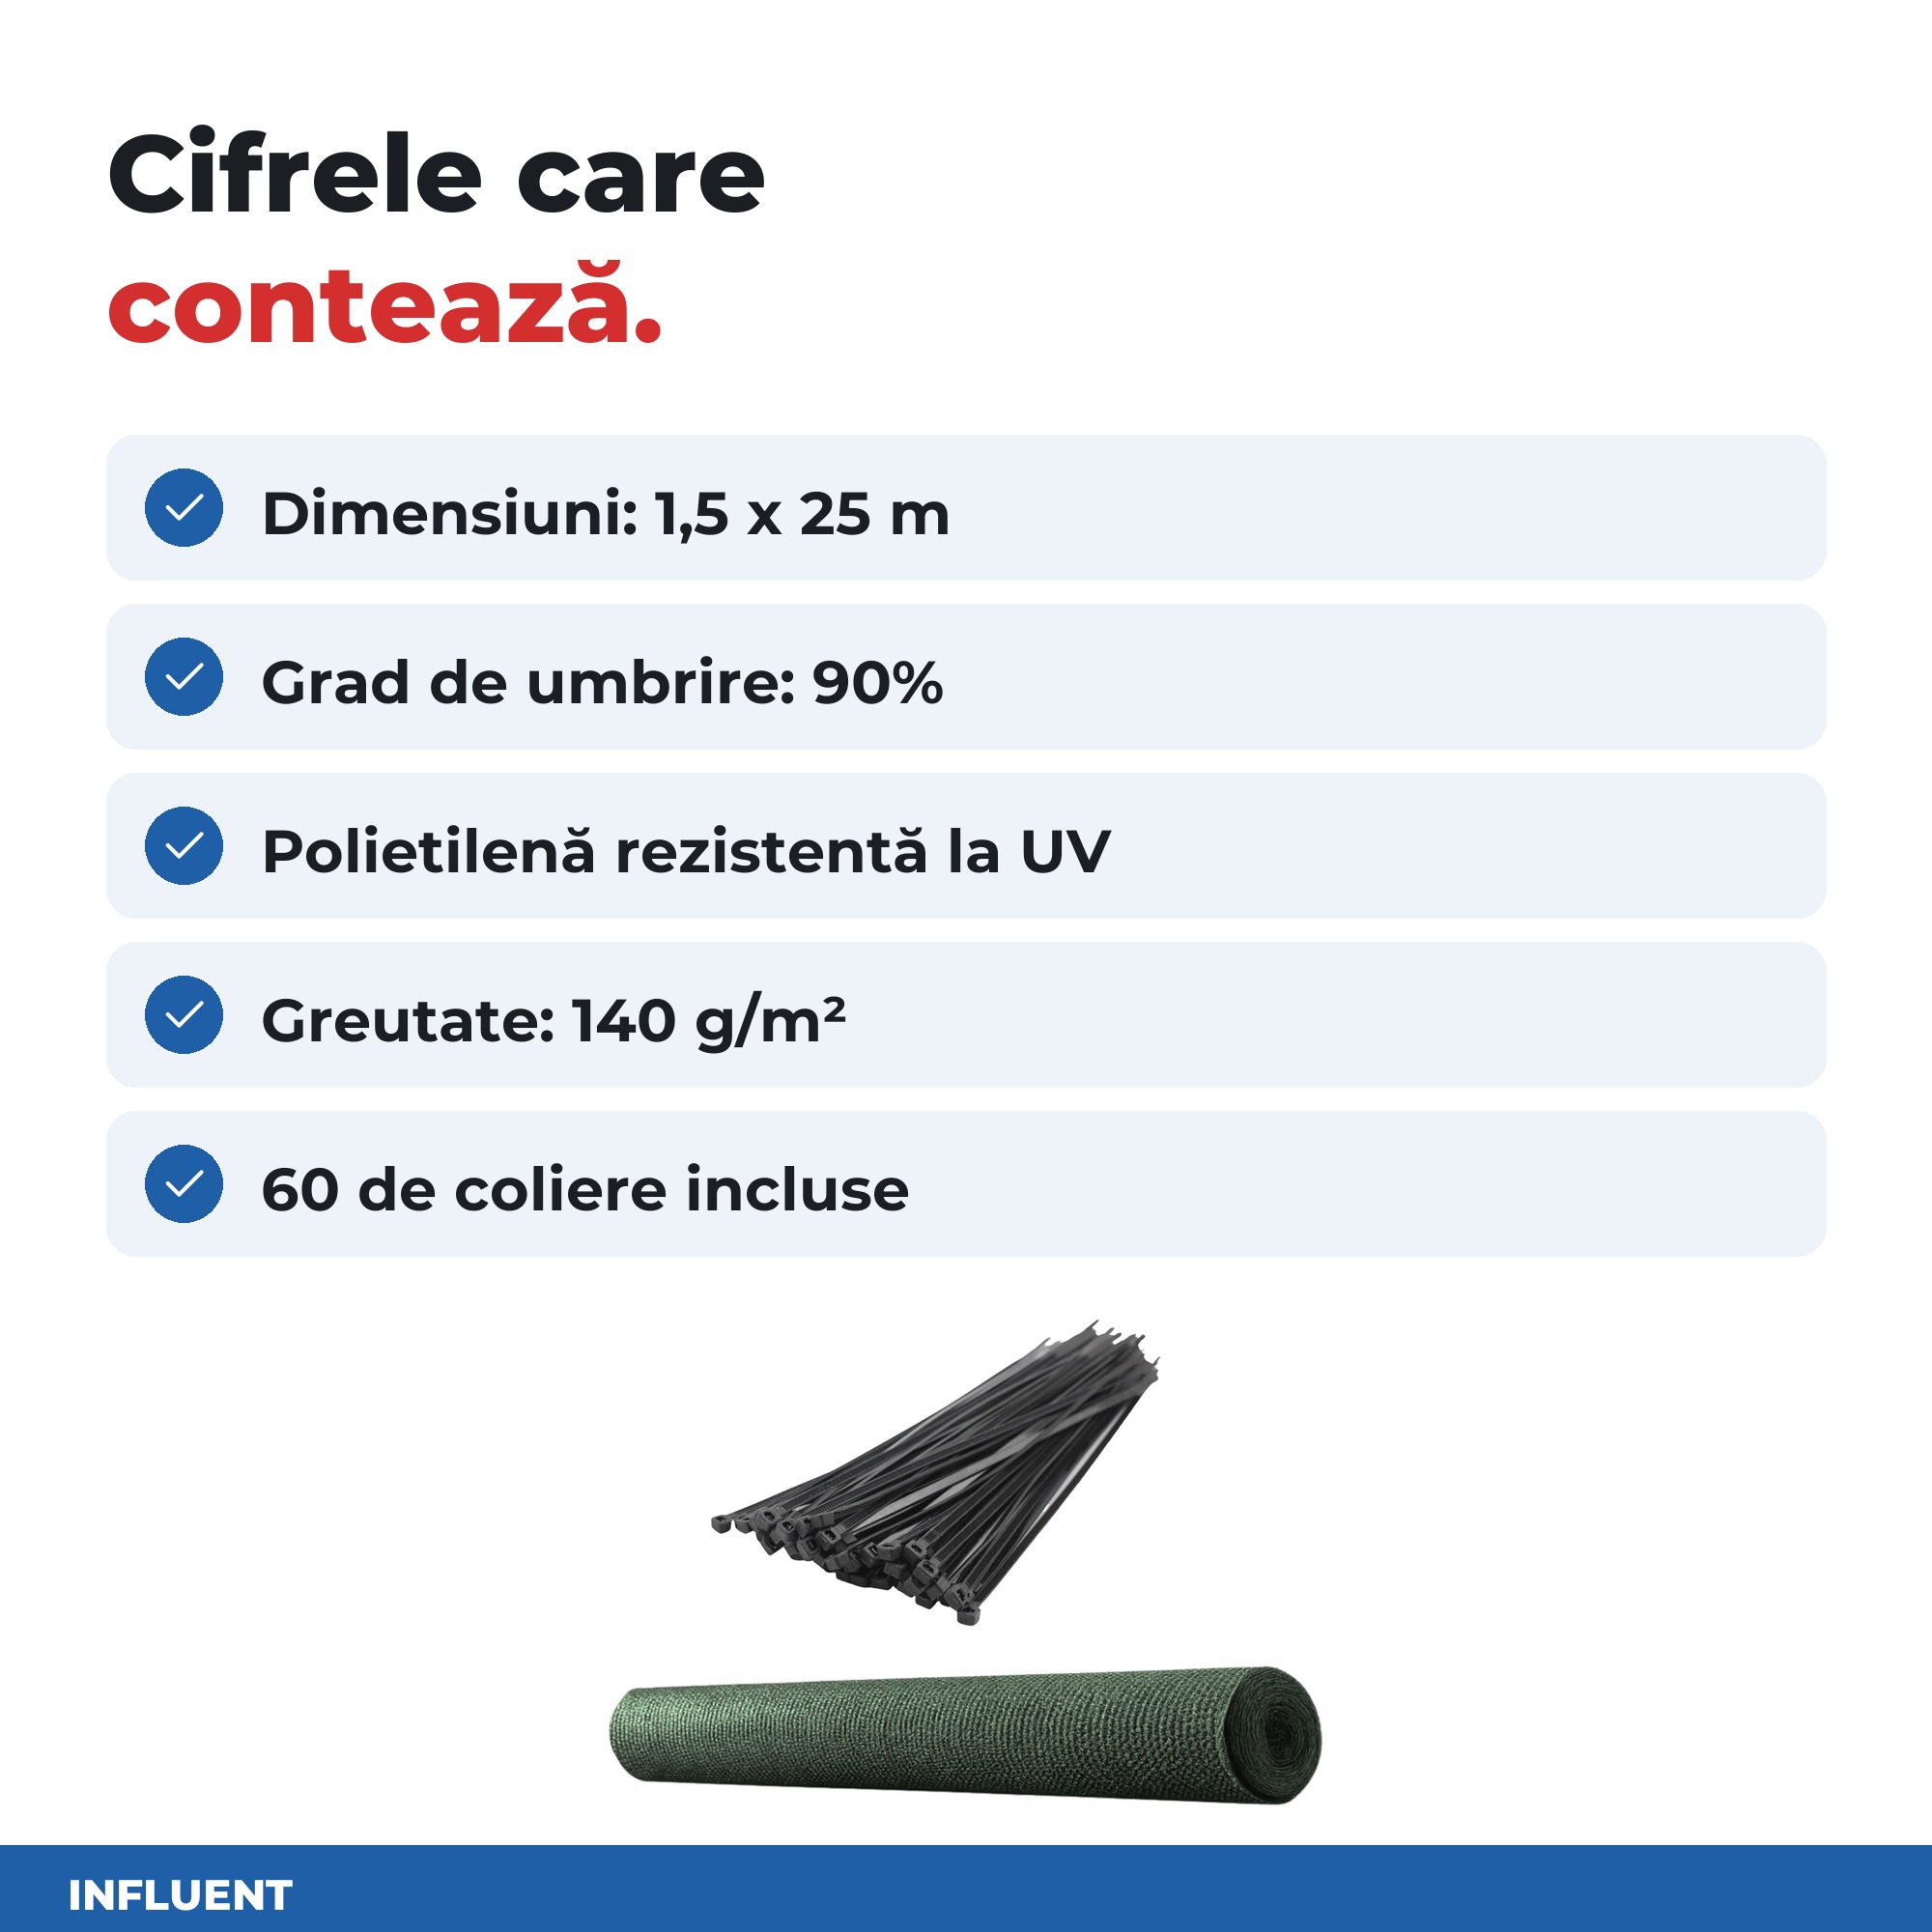 Cifrele care
contează.
Dimensiuni: 1,5 x 25 m
Grad de umbrire: 90%
Polietilenă rezistentă la UV
Greutate: 140 g/m²
60 de coliere incluse
INFLUENT